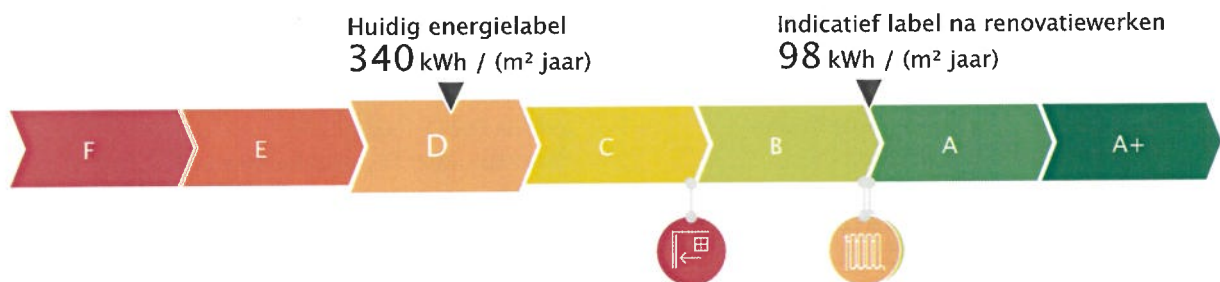 Huidig energielabel
340 kWh / (m² jaar)
Indicatief label na renovatiewerken
98 kWh / (m² jaar)
F E D C B A A+